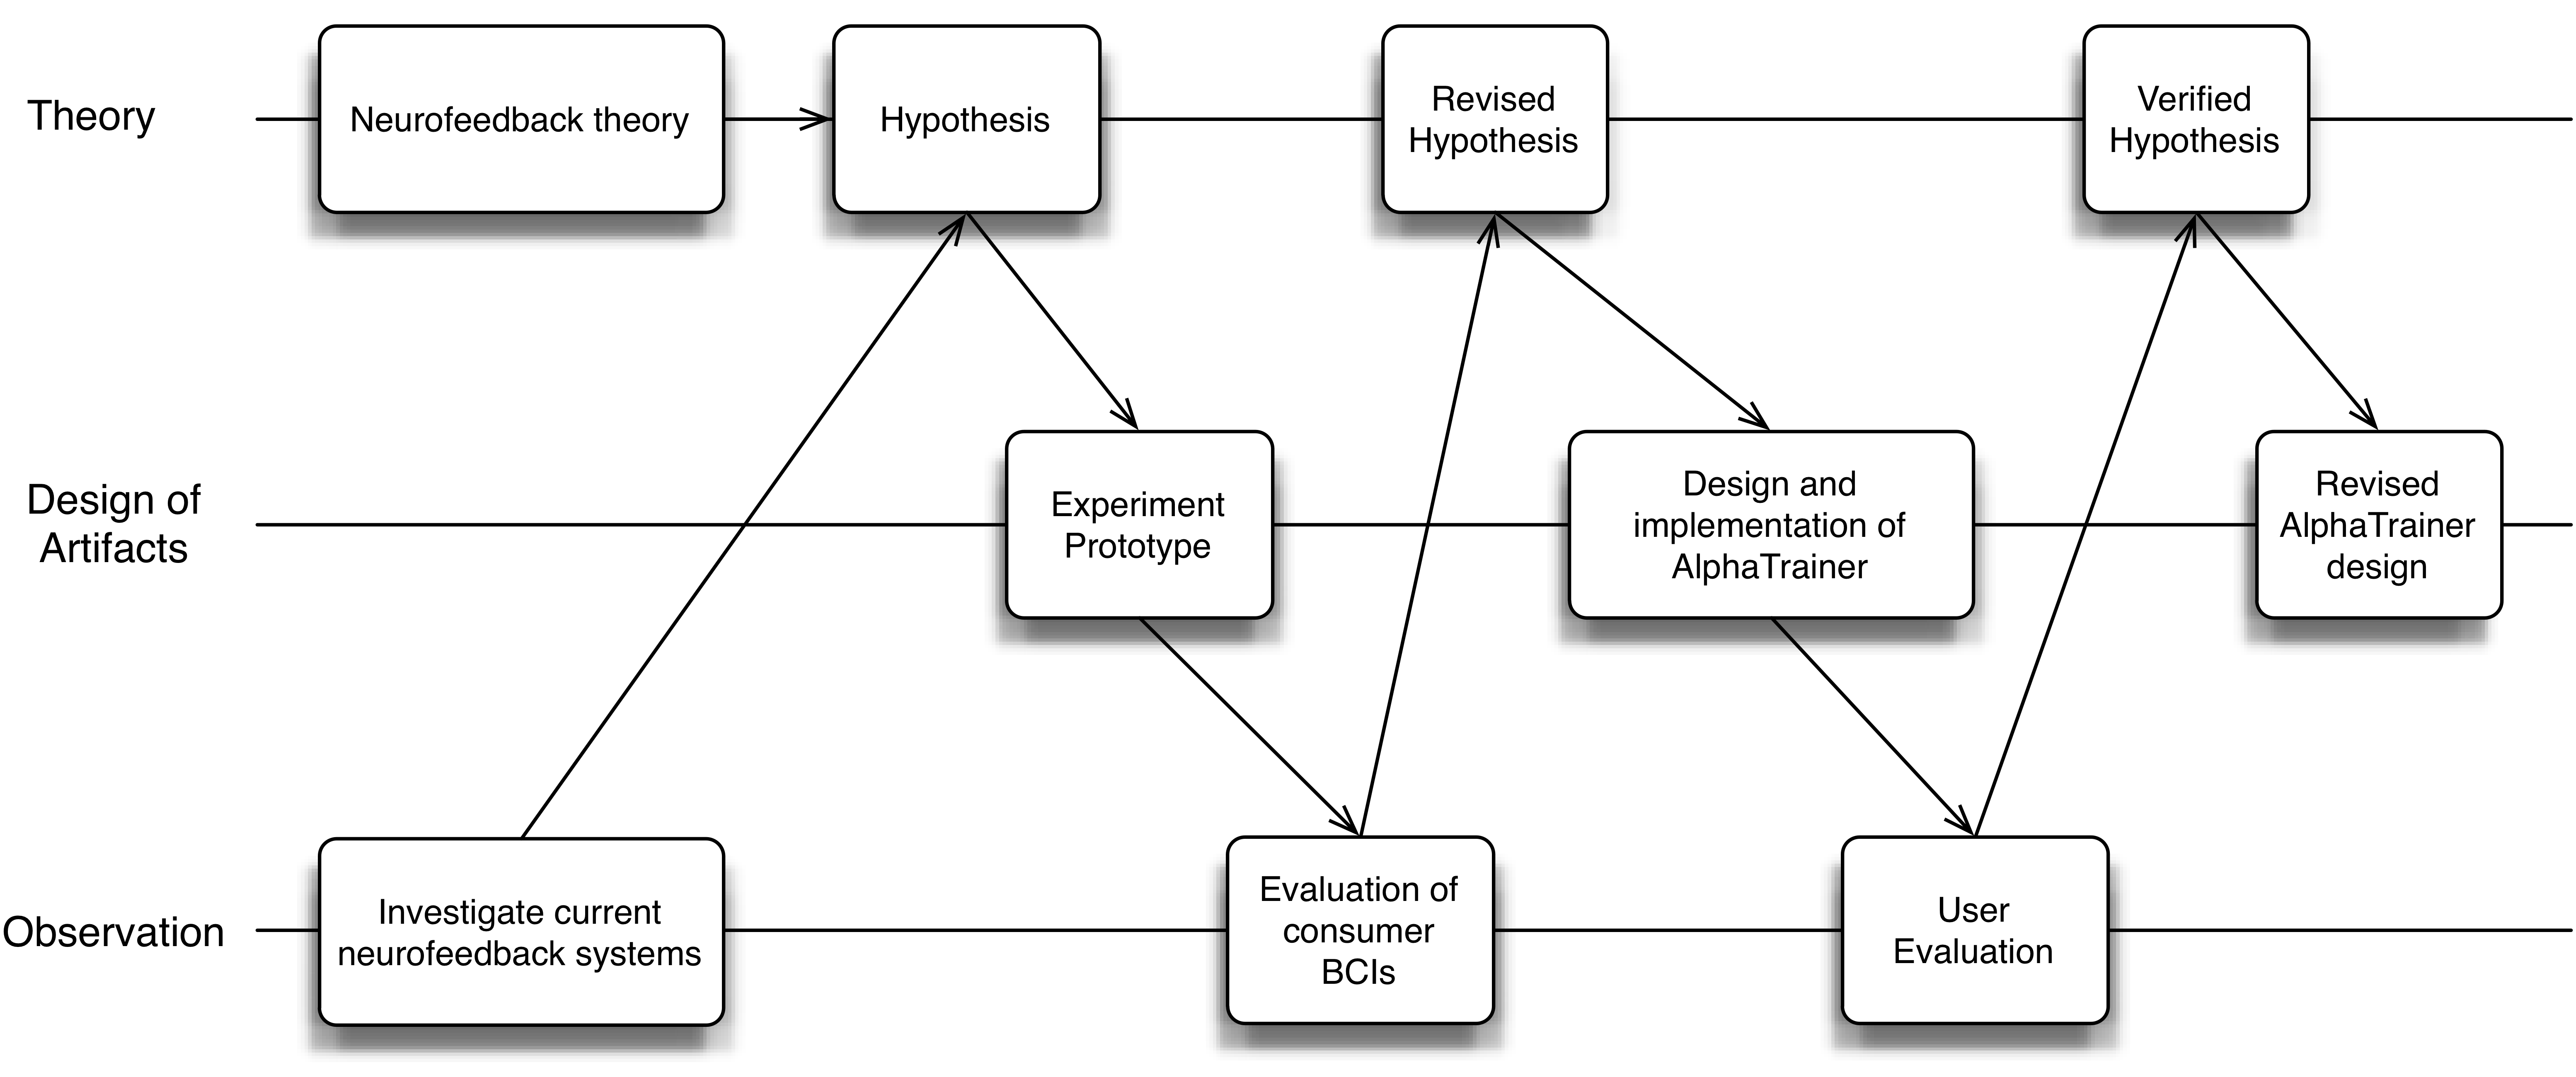 Theory
Neurofeedback theory
Hypothesis
Revised
Hypothesis
Verified
Hypothesis
Design of
Artifacts
Experiment
Prototype
Design and
implementation of
AlphaTrainer
Revised
AlphaTrainer
design
Observation
Investigate current
neurofeedback systems
Evaluation of
consumer
BCIs
User
Evaluation